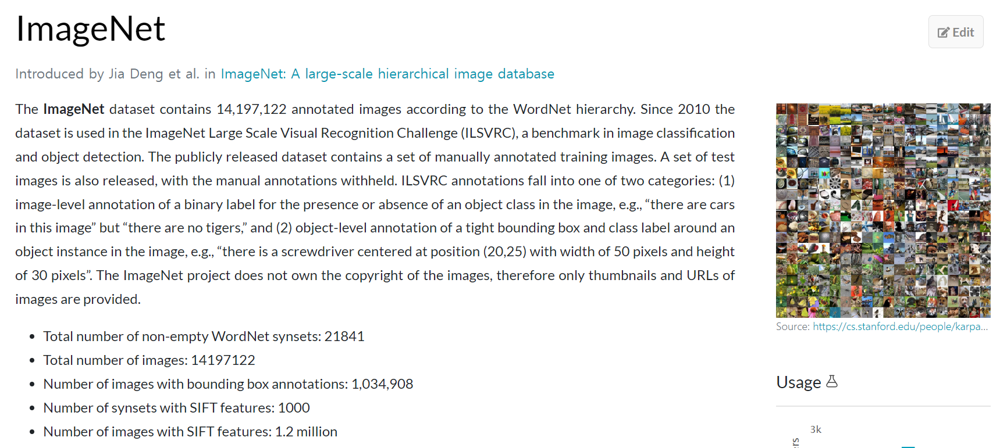 ImageNet
Edit
Introduced by Jia Deng et al. in ImageNet: A large-scale hierarchical image database
The ImageNet dataset contains 14,197,122 annotated images according to the WordNet hierarchy. Since 2010 the
dataset is used in the ImageNet Large Scale Visual Recognition Challenge (ILSVRC), a benchmark in image classification
and object detection. The publicly released dataset contains a set of manually annotated training images. A set of test
images is also released, with the manual annotations withheld. ILSVRC annotations fall into one of two categories: (1)
image-level annotation of a binary label for the presence or absence of an object class in the image, e.g., “there are cars
in this image” but “there are no tigers,” and (2) object-level annotation of a tight bounding box and class label around an
object instance in the image, e.g., “there is a screwdriver centered at position (20,25) with width of 50 pixels and height
of 30 pixels”. The ImageNet project does not own the copyright of the images, therefore only thumbnails and URLs of
images are provided.
• Total number of non-empty WordNet synsets: 21841
• Total number of images: 14197122
• Number of images with bounding box annotations: 1,034,908
• Number of synsets with SIFT features: 1000
• Number of images with SIFT features: 1.2 million
Source: https://cs.stanford.edu/people/karpa...
Usage
3k